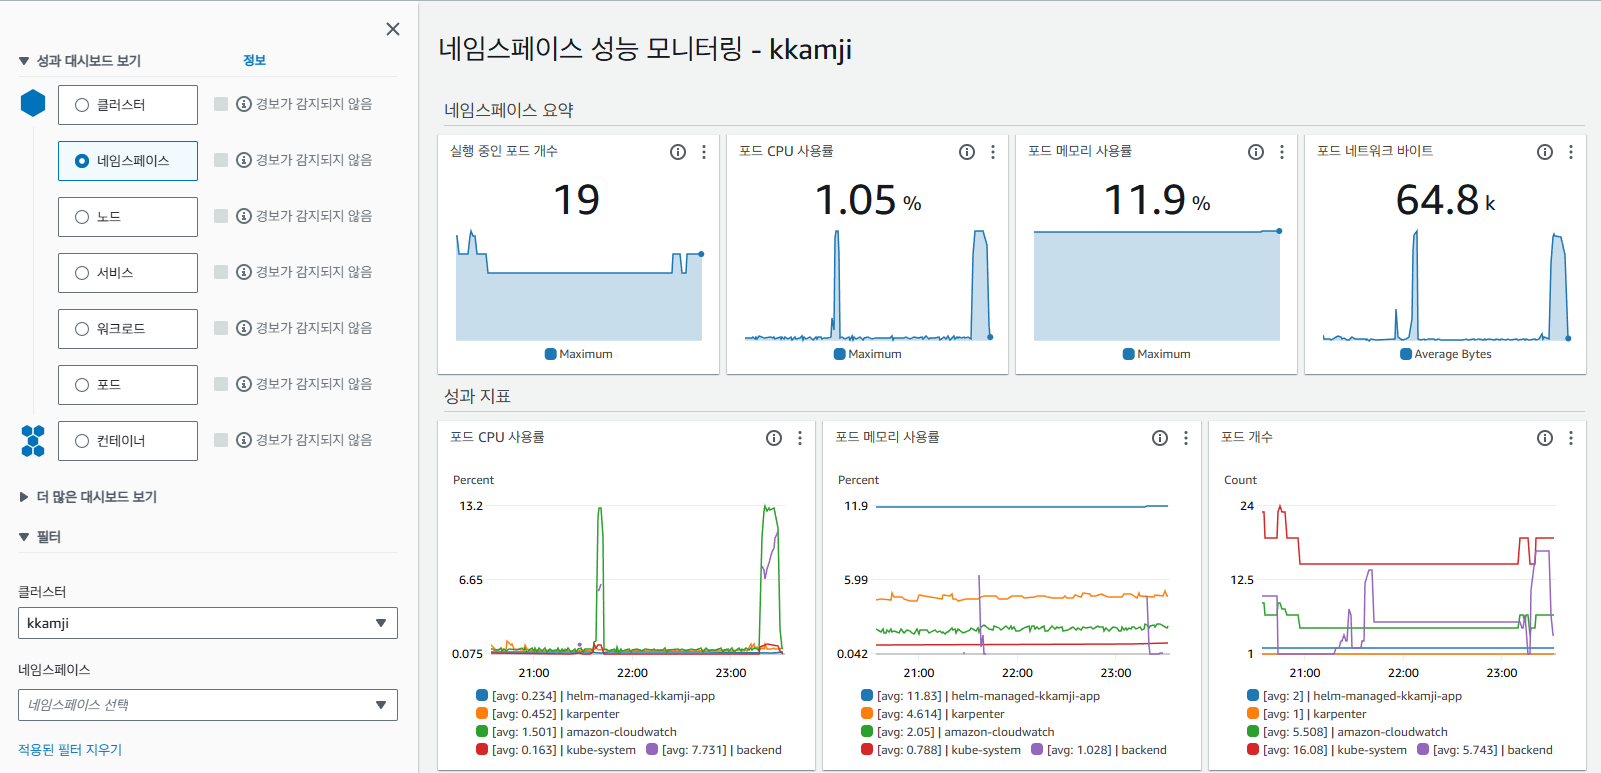 성과 대시보드 보기 정보
클러스터 경보가 감지되지 않음
네임스페이스 경보가 감지되지 않음
노드 경보가 감지되지 않음
서비스 경보가 감지되지 않음
워크로드 경보가 감지되지 않음
포드 경보가 감지되지 않음
컨테이너 경보가 감지되지 않음
더 많은 대시보드 보기
필터
클러스터
kkamji
네임스페이스
네임스페이스 선택
적용된 필터 지우기
네임스페이스 성능 모니터링 - kkamji
네임스페이스 요약
실행 중인 포드 개수
19
Maximum
포드 CPU 사용률
1.05 %
Maximum
포드 메모리 사용률
11.9 %
Maximum
포드 네트워크 바이트
64.8 k
Average Bytes
성과 지표
포드 CPU 사용률
Percent
13.2
6.65
0.075
21:00 22:00 23:00
[avg: 0.234] | helm-managed-kkamji-app
[avg: 0.452] | karpenter
[avg: 1.501] | amazon-cloudwatch
[avg: 0.163] | kube-system [avg: 7.731] | backend
포드 메모리 사용률
Percent
11.9
5.99
0.042
21:00 22:00 23:00
[avg: 11.83] | helm-managed-kkamji-app
[avg: 4.614] | karpenter
[avg: 2.05] | amazon-cloudwatch
[avg: 0.788] | kube-system [avg: 1.028] | backend
포드 개수
Count
24
12.5
1
21:00 22:00 23:00
[avg: 2] | helm-managed-kkamji-app
[avg: 1] | karpenter
[avg: 5.508] | amazon-cloudwatch
[avg: 16.08] | kube-system [avg: 5.743] | backend